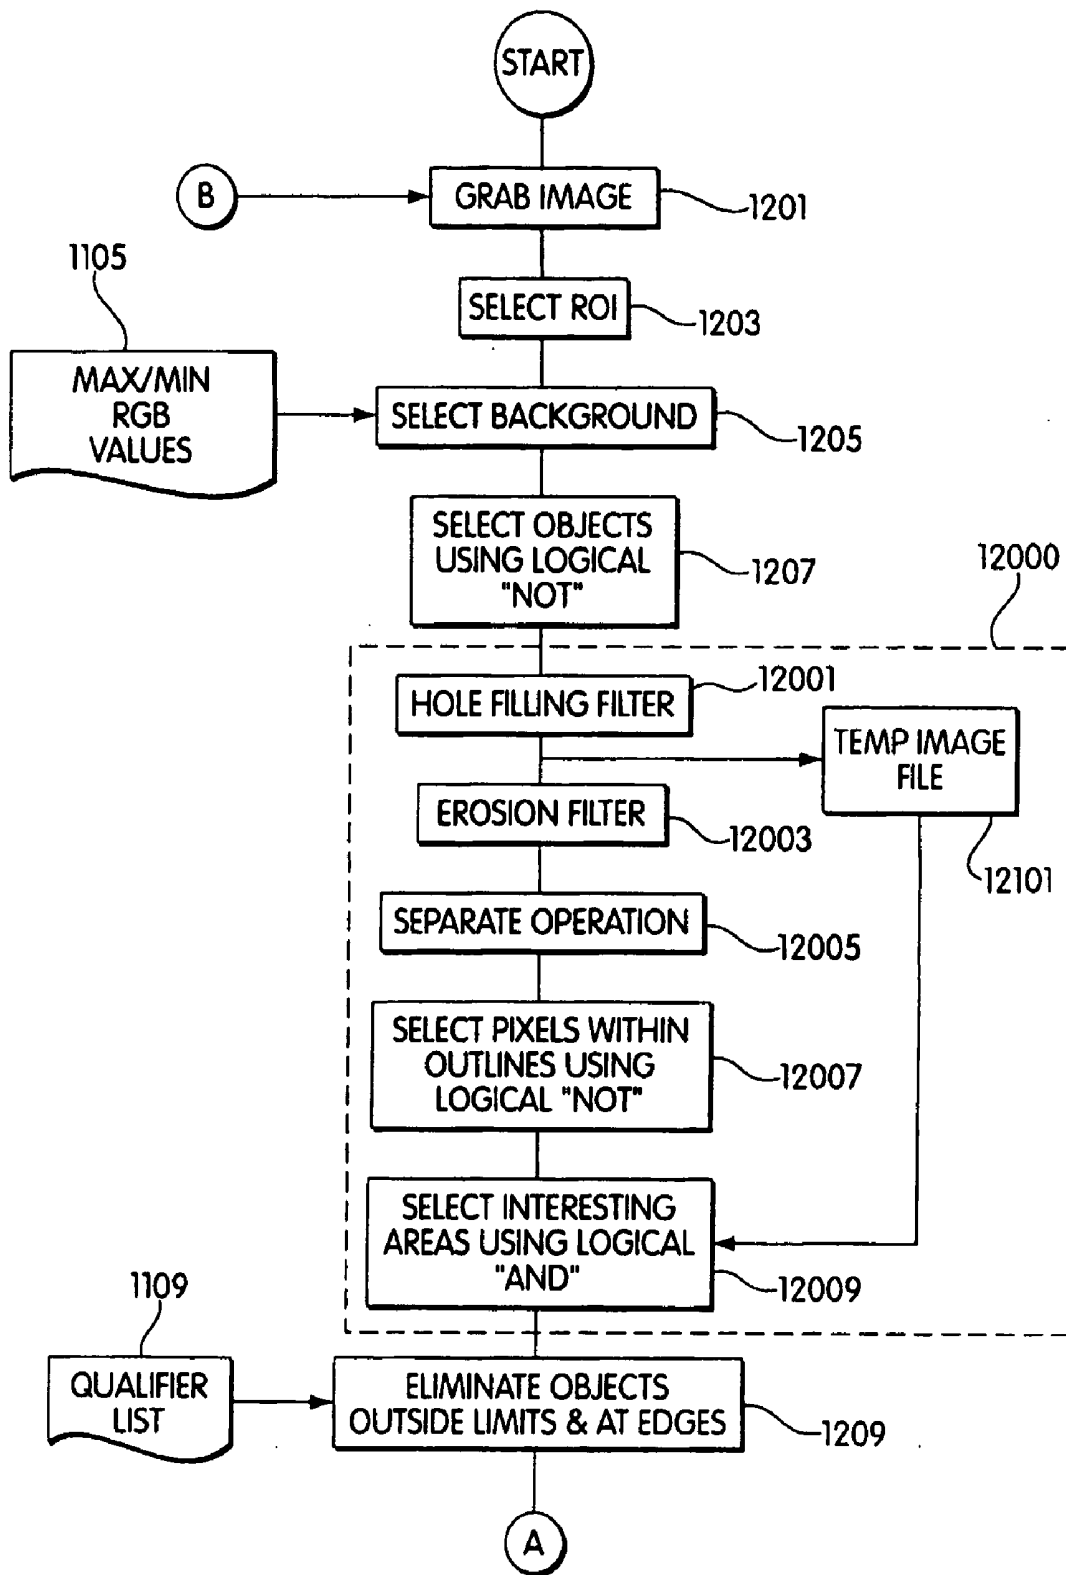 START
B
GRAB IMAGE
1201
1105
SELECT ROI
1203
MAX/MIN
RGB
VALUES
SELECT BACKGROUND
1205
SELECT OBJECTS
USING LOGICAL
"NOT"
1207
12000
HOLE FILLING FILTER
12001
TEMP IMAGE
FILE
12101
EROSION FILTER
12003
SEPARATE OPERATION
12005
SELECT PIXELS WITHIN
OUTLINES USING
LOGICAL "NOT"
12007
SELECT INTERESTING
AREAS USING LOGICAL
"AND"
12009
1109
QUALIFIER
LIST
ELIMINATE OBJECTS
OUTSIDE LIMITS & AT EDGES
1209
A